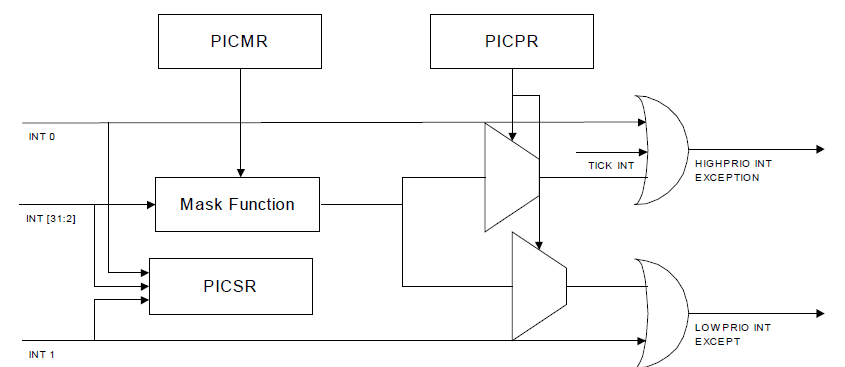 PICMR
PICPR
INT 0
TICK INT
HIGHPRIO INT
EXCEPTION
Mask Function
INT [31:2]
PICSR
LOWPRIO INT
EXCEPT
INT 1